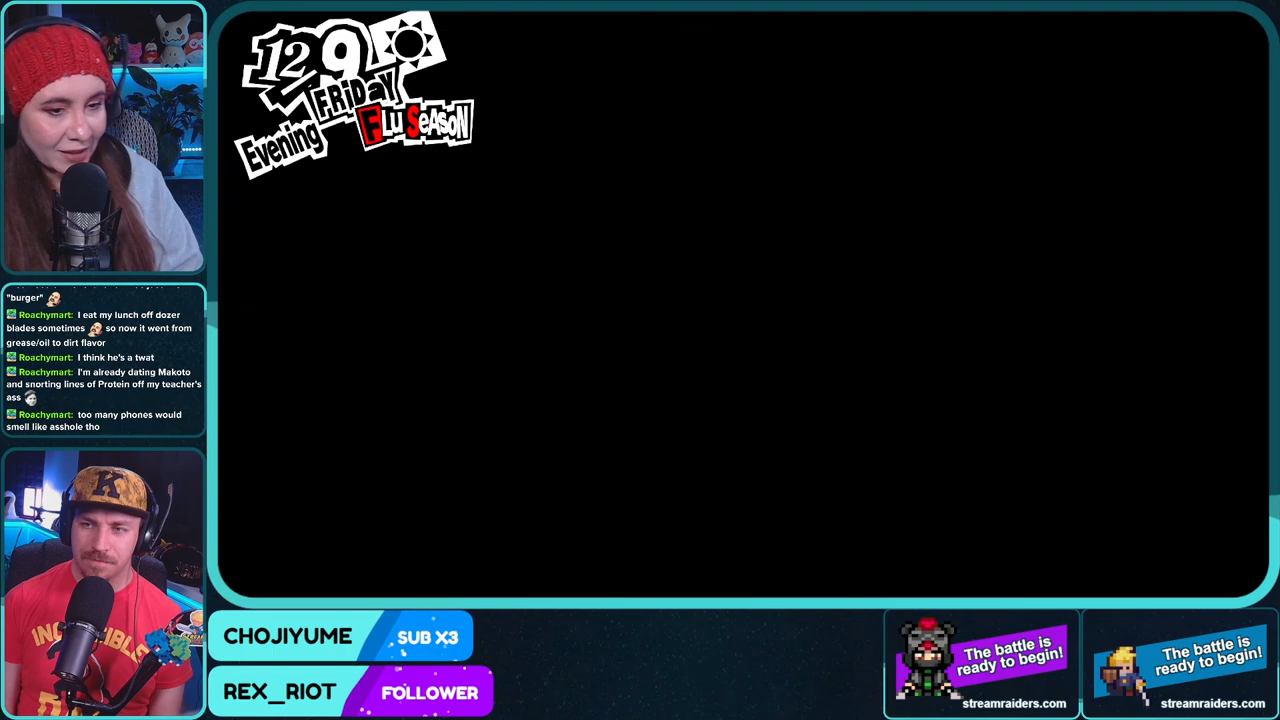 12 9
FRiDaY
FLu SeAsoN
Evening
"burger"
Roachymart: I eat my lunch off dozer
blades sometimes so now it went from
grease/oil to dirt flavor
Roachymart: I think he's a twat
Roachymart: I'm already dating Makoto
and snorting lines of Protein off my teacher's
ass
Roachymart: too many phones would
smell like asshole tho
K
CHOJIYUME SUB X3
REX_RIOT FOLLOWER
The battle is
ready to begin!
streamraiders.com
The battle is
ready to begin!
streamraiders.com